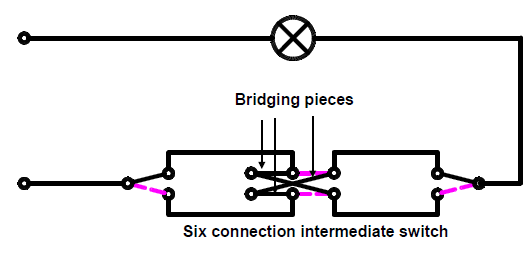 Bridging pieces
Six connection intermediate switch